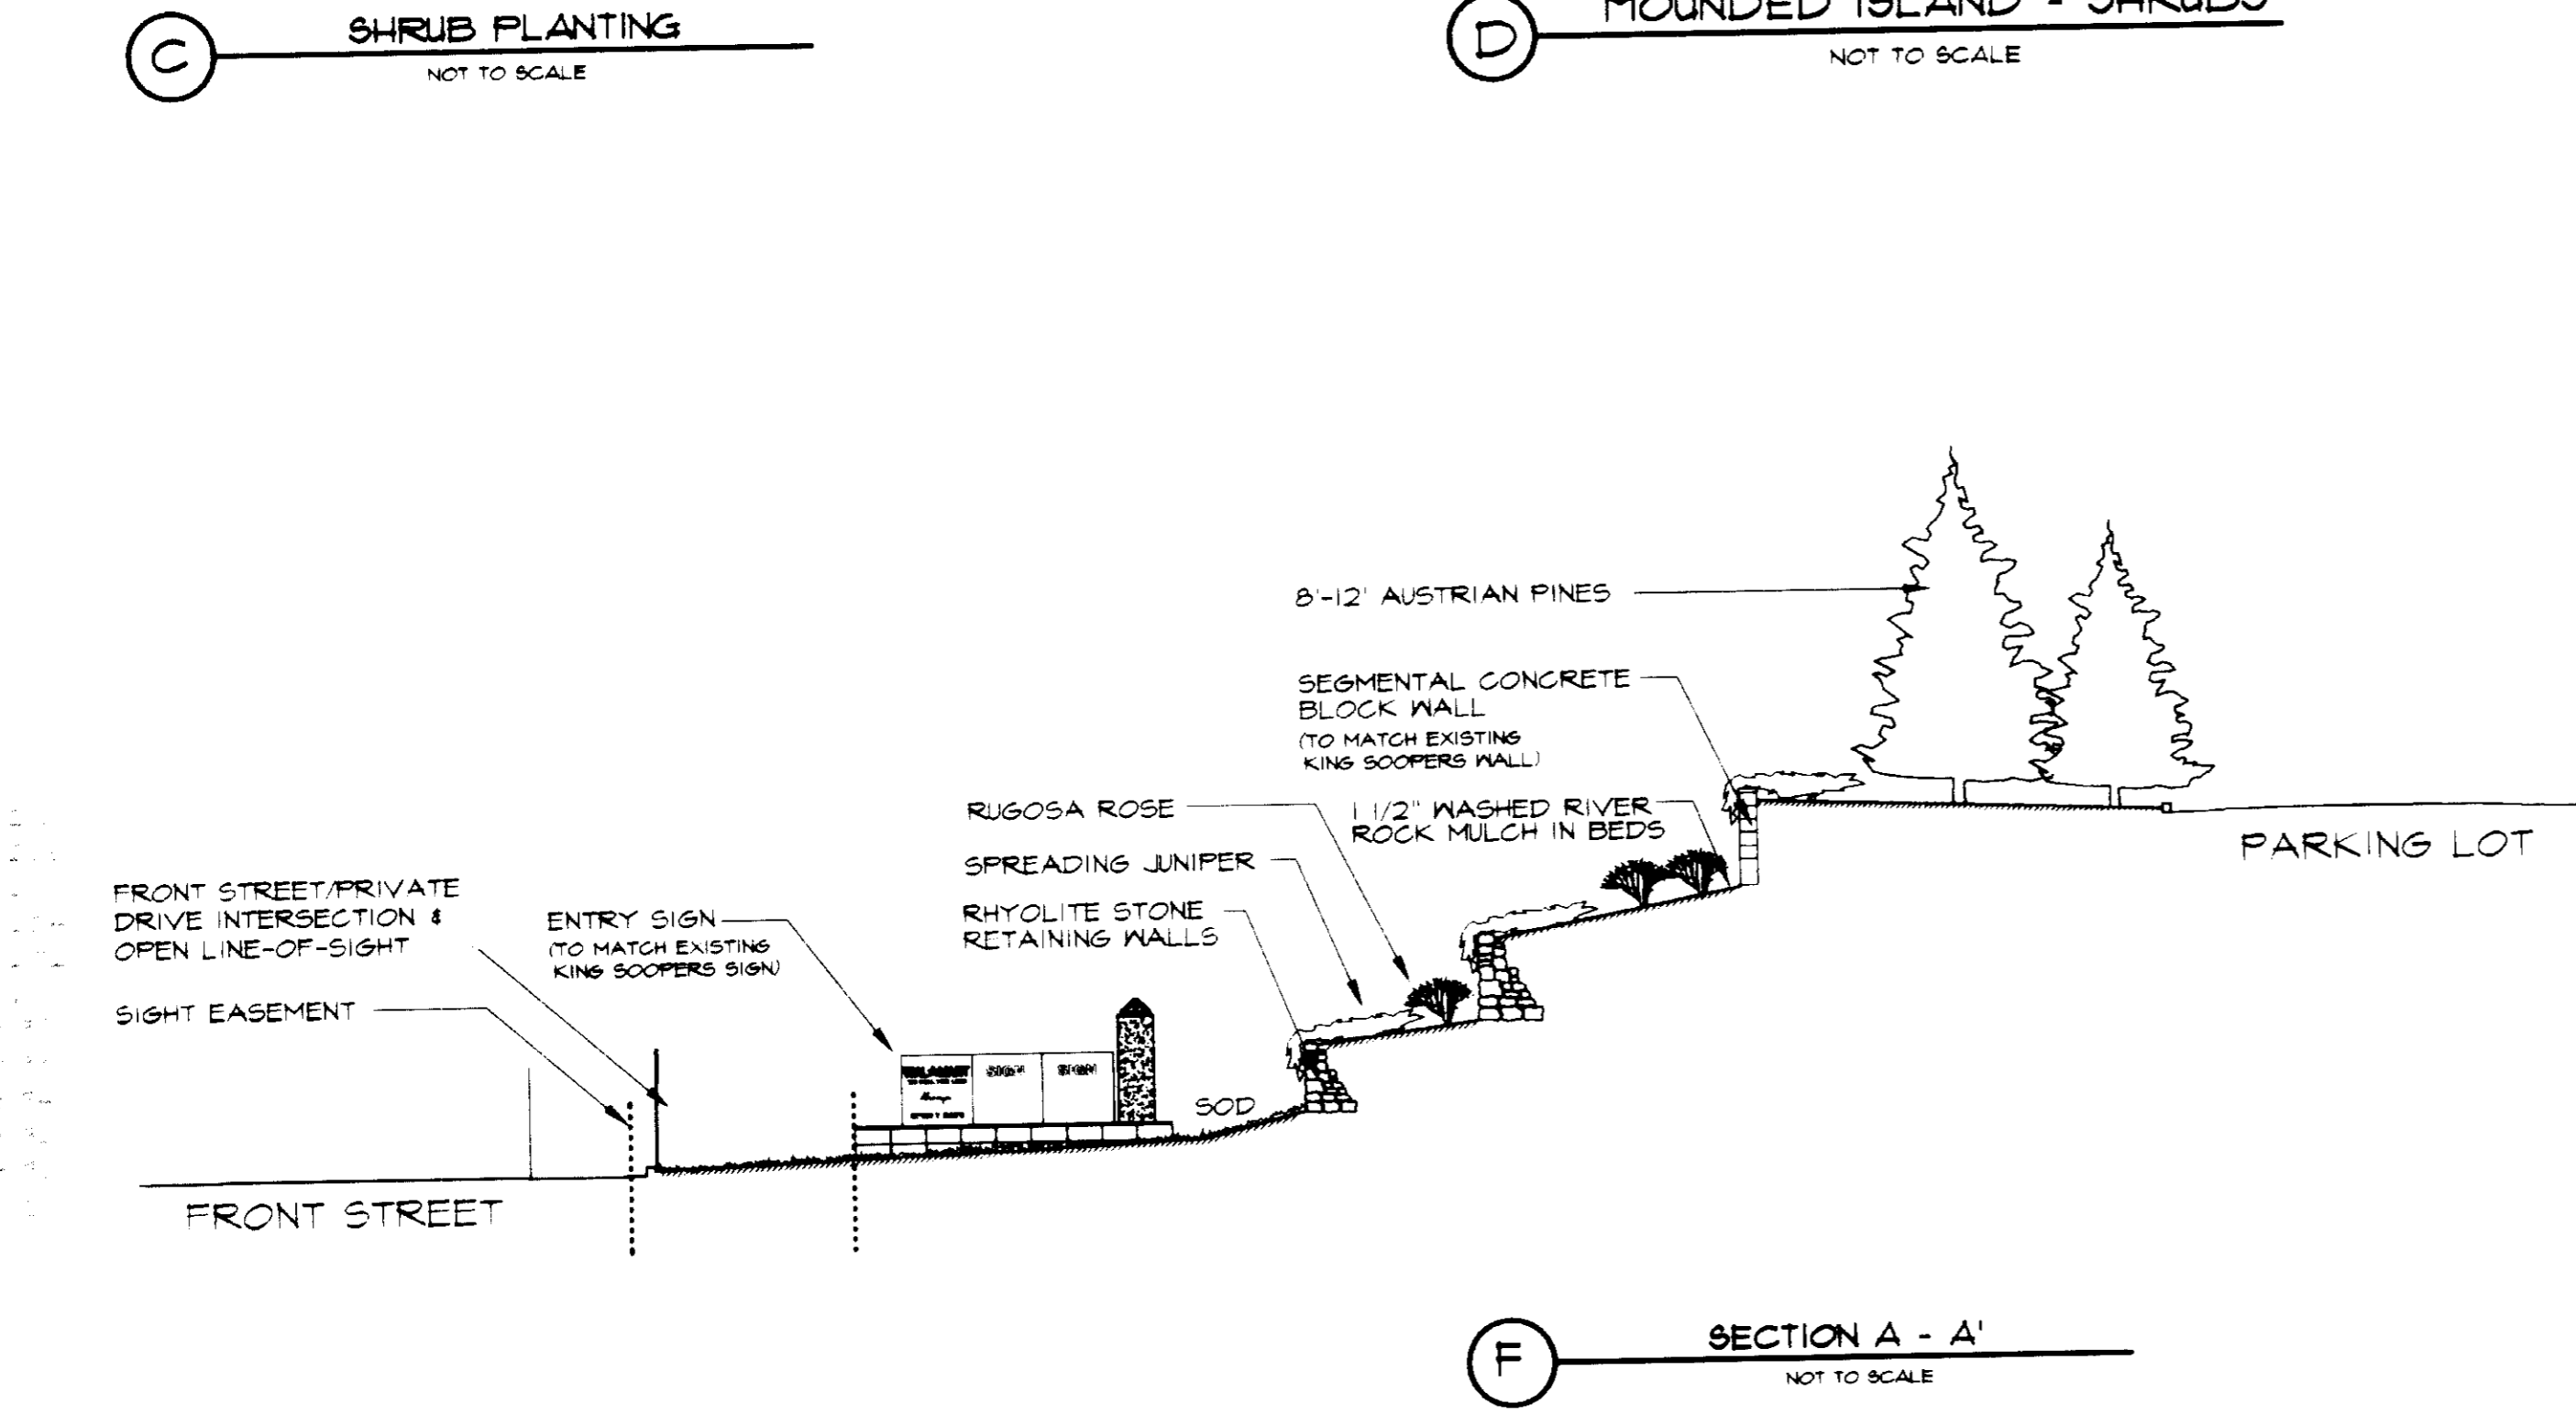 C
SHRUB PLANTING
NOT TO SCALE
D
MOUNDED ISLAND - SHRUBS
NOT TO SCALE
8'-12' AUSTRIAN PINES
SEGMENTAL CONCRETE
BLOCK WALL
(TO MATCH EXISTING
KING SOOPERS WALL)
RUGOSA ROSE
1 1/2" WASHED RIVER
ROCK MULCH IN BEDS
SPREADING JUNIPER
RHYOLITE STONE
RETAINING WALLS
PARKING LOT
FRONT STREET/PRIVATE
DRIVE INTERSECTION &
OPEN LINE-OF-SIGHT
ENTRY SIGN
(TO MATCH EXISTING
KING SOOPERS SIGN)
SIGHT EASEMENT
WAL-MART
SIGN
SIGN
SOD
FRONT STREET
F
SECTION A - A'
NOT TO SCALE